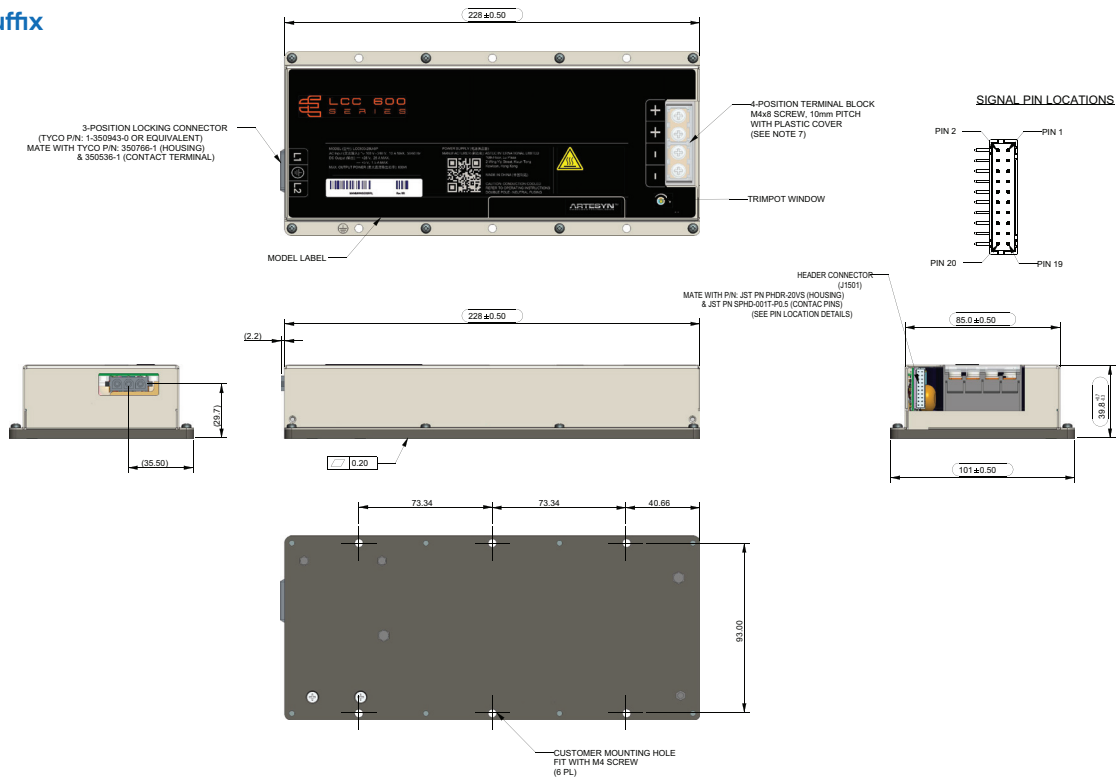 uffix
228 ±0.50
LCC 600
SERIES
3-POSITION LOCKING CONNECTOR
(TYCO P/N: 1-350943-0 OR EQUIVALENT)
MATE WITH TYCO P/N: 350766-1 (HOUSING)
& 350536-1 (CONTACT TERMINAL)
L1
L2
+
+
-
-
4-POSITION TERMINAL BLOCK
M4x8 SCREW, 10mm PITCH
WITH PLASTIC COVER
(SEE NOTE 7)
TRIMPOT WINDOW
ARTESYN™
MODEL LABEL
SIGNAL PIN LOCATIONS
PIN 2
PIN 1
PIN 20
PIN 19
HEADER CONNECTOR
(J1501)
MATE WITH P/N: JST PN PHDR-20VS (HOUSING)
& JST PN SPHD-001T-P0.5 (CONTAC PINS)
(SEE PIN LOCATION DETAILS)
228 ±0.50
(2.2)
85.0 ±0.50
(29.7)
(35.50)
0.20
39.8
101 ±0.50
73.34
73.34
40.66
93.00
CUSTOMER MOUNTING HOLE
FIT WITH M4 SCREW
(6 PL)